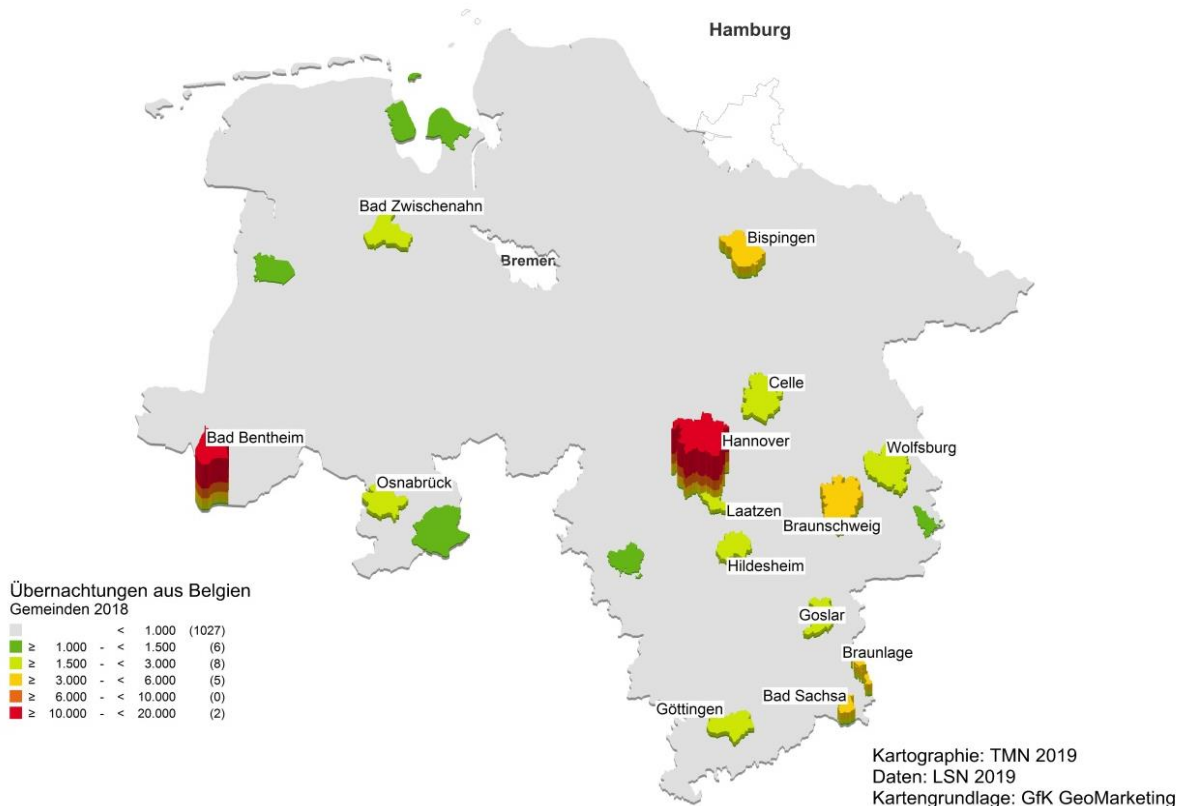 Hamburg
Bad Zwischenahn
Bispingen
Bremen
Celle
Bad Bentheim
Hannover
Wolfsburg
Osnabrück
Laatzen
Braunschweig
Hildesheim
Übernachtungen aus Belgien
Gemeinden 2018
< 1.000 (1027)
≥ 1.000 - < 1.500 (6)
≥ 1.500 - < 3.000 (8)
≥ 3.000 - < 6.000 (5)
≥ 6.000 - < 10.000 (0)
≥ 10.000 - < 20.000 (2)
Goslar
Braunlage
Bad Sachsa
Göttingen
Kartographie: TMN 2019
Daten: LSN 2019
Kartengrundlage: GfK GeoMarketing